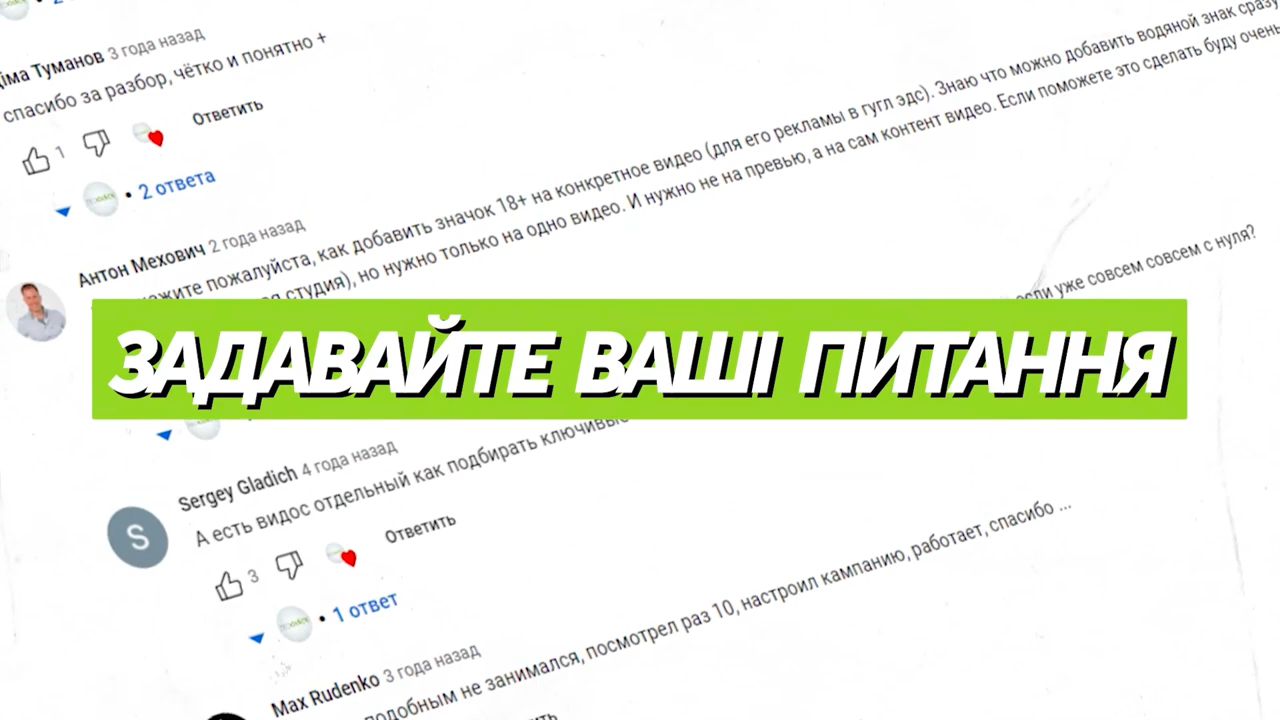 Діма Туманов 3 года назад
спасибо за разбор, чётко и понятно +
1
Ответить
• 2 ответа
Антон Мехович 2 года назад
пожалуйста, как добавить значок 18+ на конкретное видео (для его рекламы в гугл эдс). Знаю что можно добавить водяной знак сразу
студия), но нужно только на одно видео. И нужно не на превью, а на сам контент видео. Если поможете это сделать буду очень
если уже совсем совсем с нуля?
ЗАДАВАЙТЕ ВАШІ ПИТАННЯ
Sergey Gladich 4 года назад
S
А есть видос отдельный как подбирать ключивые
3
Ответить
• 1 ответ
Max Rudenko 3 года назад
подобным не занимался, посмотрел раз 10, настроил кампанию, работает, спасибо ...